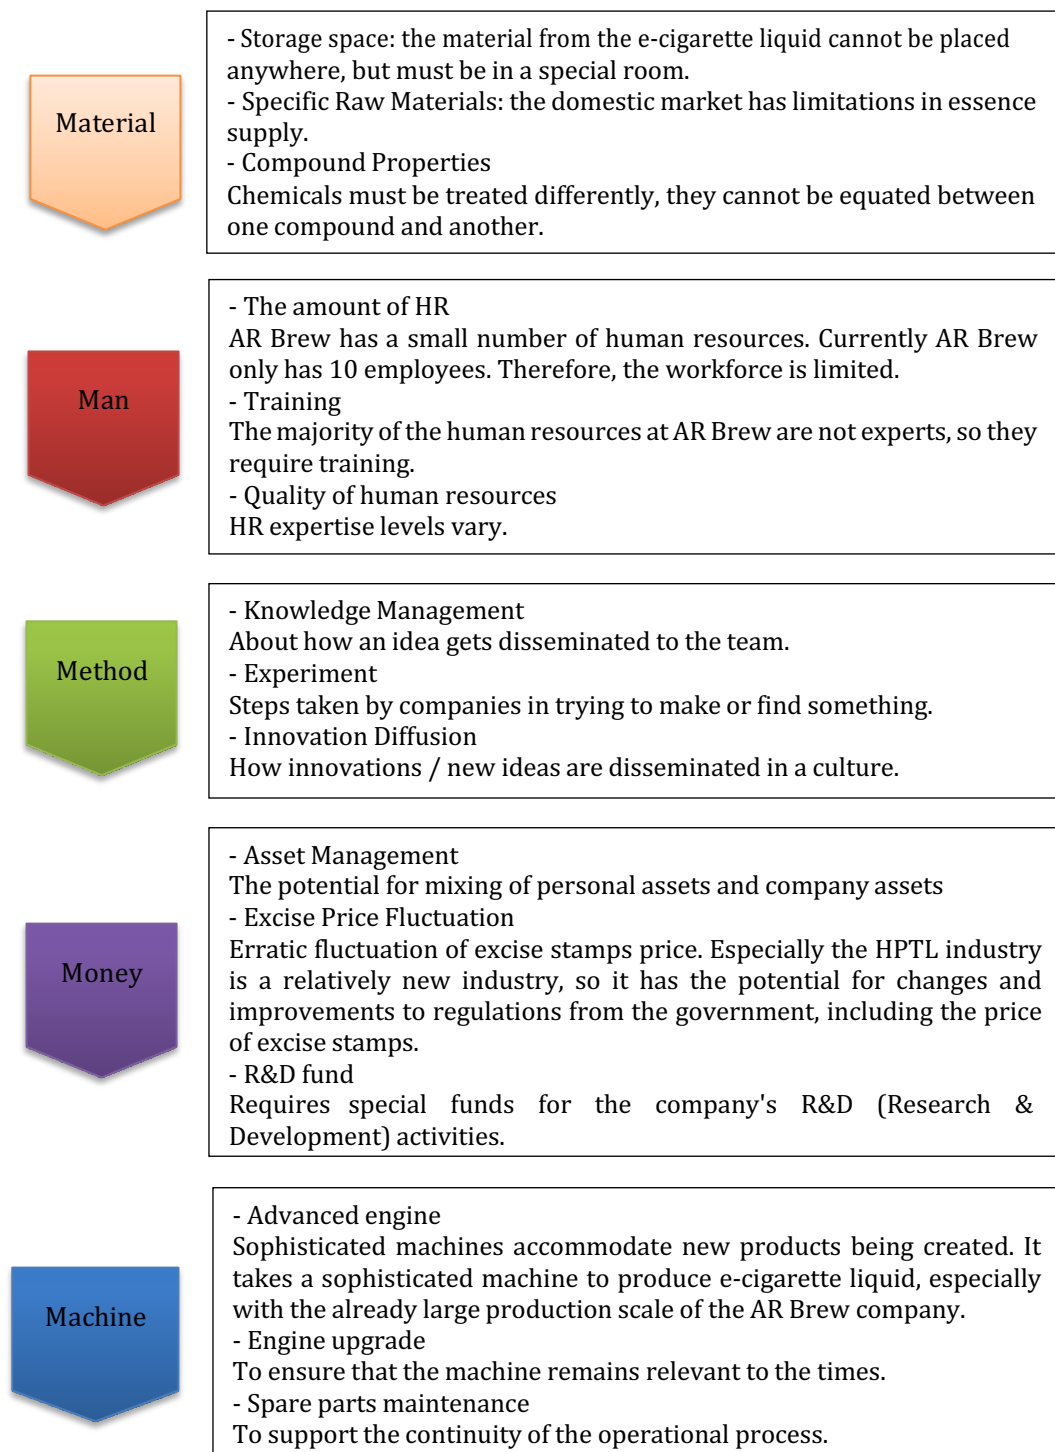 Material
- Storage space: the material from the e-cigarette liquid cannot be placed
anywhere, but must be in a special room.
- Specific Raw Materials: the domestic market has limitations in essence
supply.
- Compound Properties
Chemicals must be treated differently, they cannot be equated between
one compound and another.
Man
- The amount of HR
AR Brew has a small number of human resources. Currently AR Brew
only has 10 employees. Therefore, the workforce is limited.
- Training
The majority of the human resources at AR Brew are not experts, so they
require training.
- Quality of human resources
HR expertise levels vary.
Method
- Knowledge Management
About how an idea gets disseminated to the team.
- Experiment
Steps taken by companies in trying to make or find something.
- Innovation Diffusion
How innovations / new ideas are disseminated in a culture.
Money
- Asset Management
The potential for mixing of personal assets and company assets
- Excise Price Fluctuation
Erratic fluctuation of excise stamps price. Especially the HPTL industry
is a relatively new industry, so it has the potential for changes and
improvements to regulations from the government, including the price
of excise stamps.
- R&D fund
Requires special funds for the company's R&D (Research &
Development) activities.
Machine
- Advanced engine
Sophisticated machines accommodate new products being created. It
takes a sophisticated machine to produce e-cigarette liquid, especially
with the already large production scale of the AR Brew company.
- Engine upgrade
To ensure that the machine remains relevant to the times.
- Spare parts maintenance
To support the continuity of the operational process.